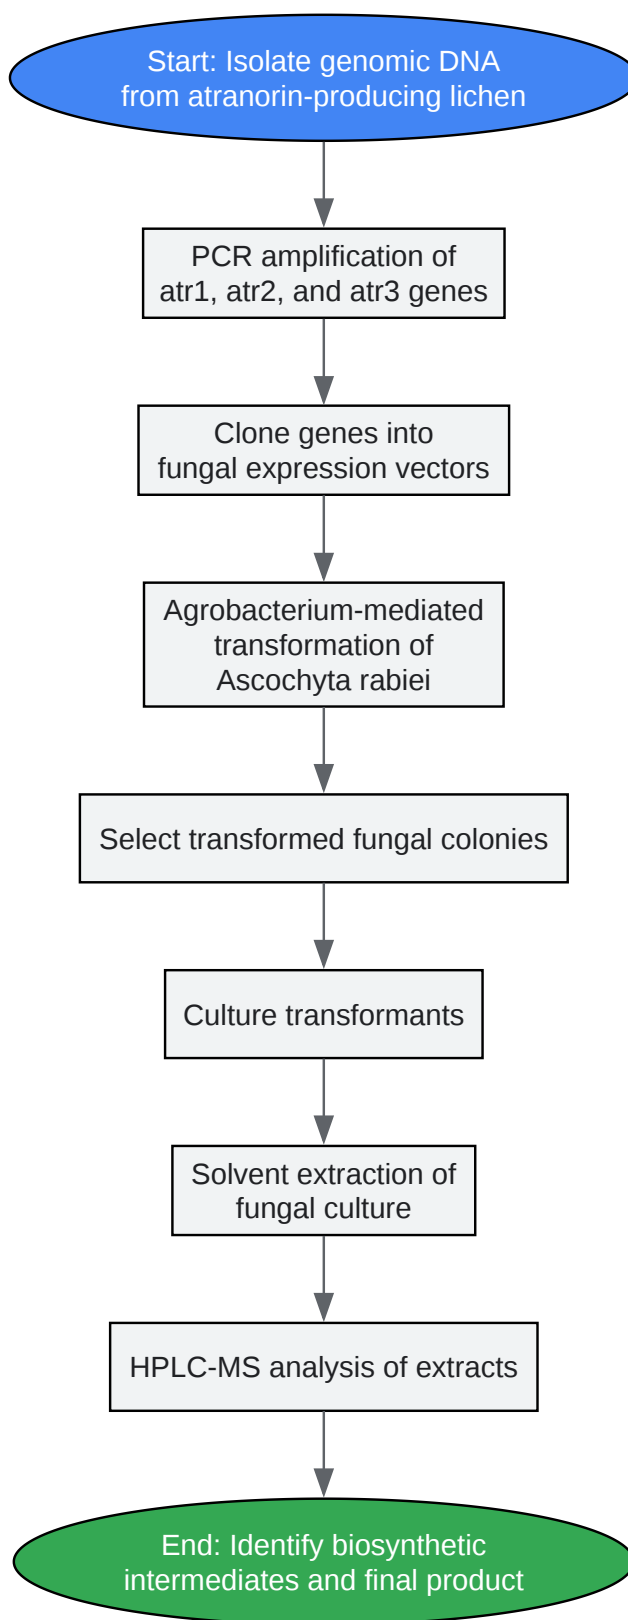 Start: Isolate genomic DNA
from atranorin-producing lichen
PCR amplification of
atr1, atr2, and atr3 genes
Clone genes into
fungal expression vectors
Agrobacterium-mediated
transformation of
Ascochyta rabiei
Select transformed fungal colonies
Culture transformants
Solvent extraction of
fungal culture
HPLC-MS analysis of extracts
End: Identify biosynthetic
intermediates and final product